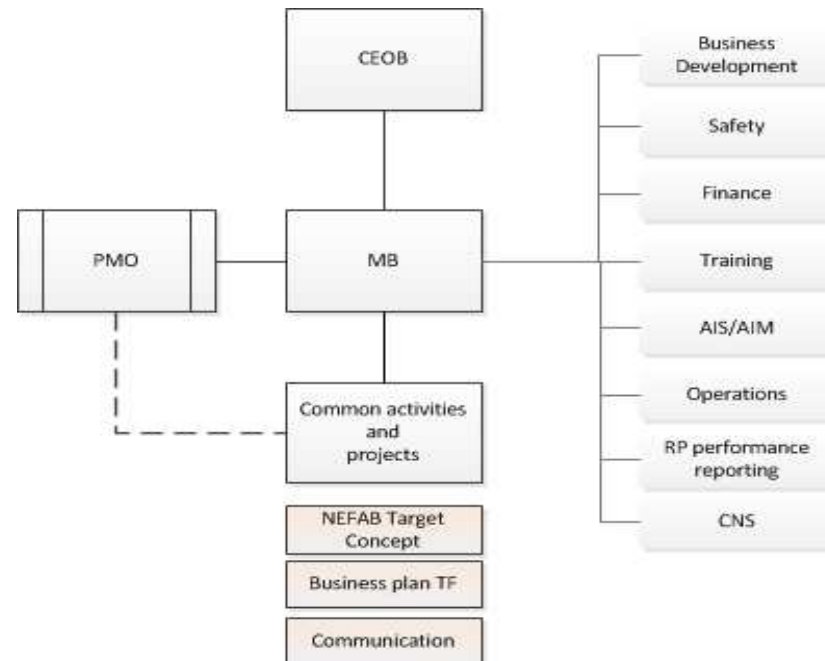 CEOB
PMO
MB
Common activities
and
projects
NEFAB Target
Concept
Business plan TF
Communication
Business
Development
Safety
Finance
Training
AIS/AIM
Operations
RP performance
reporting
CNS